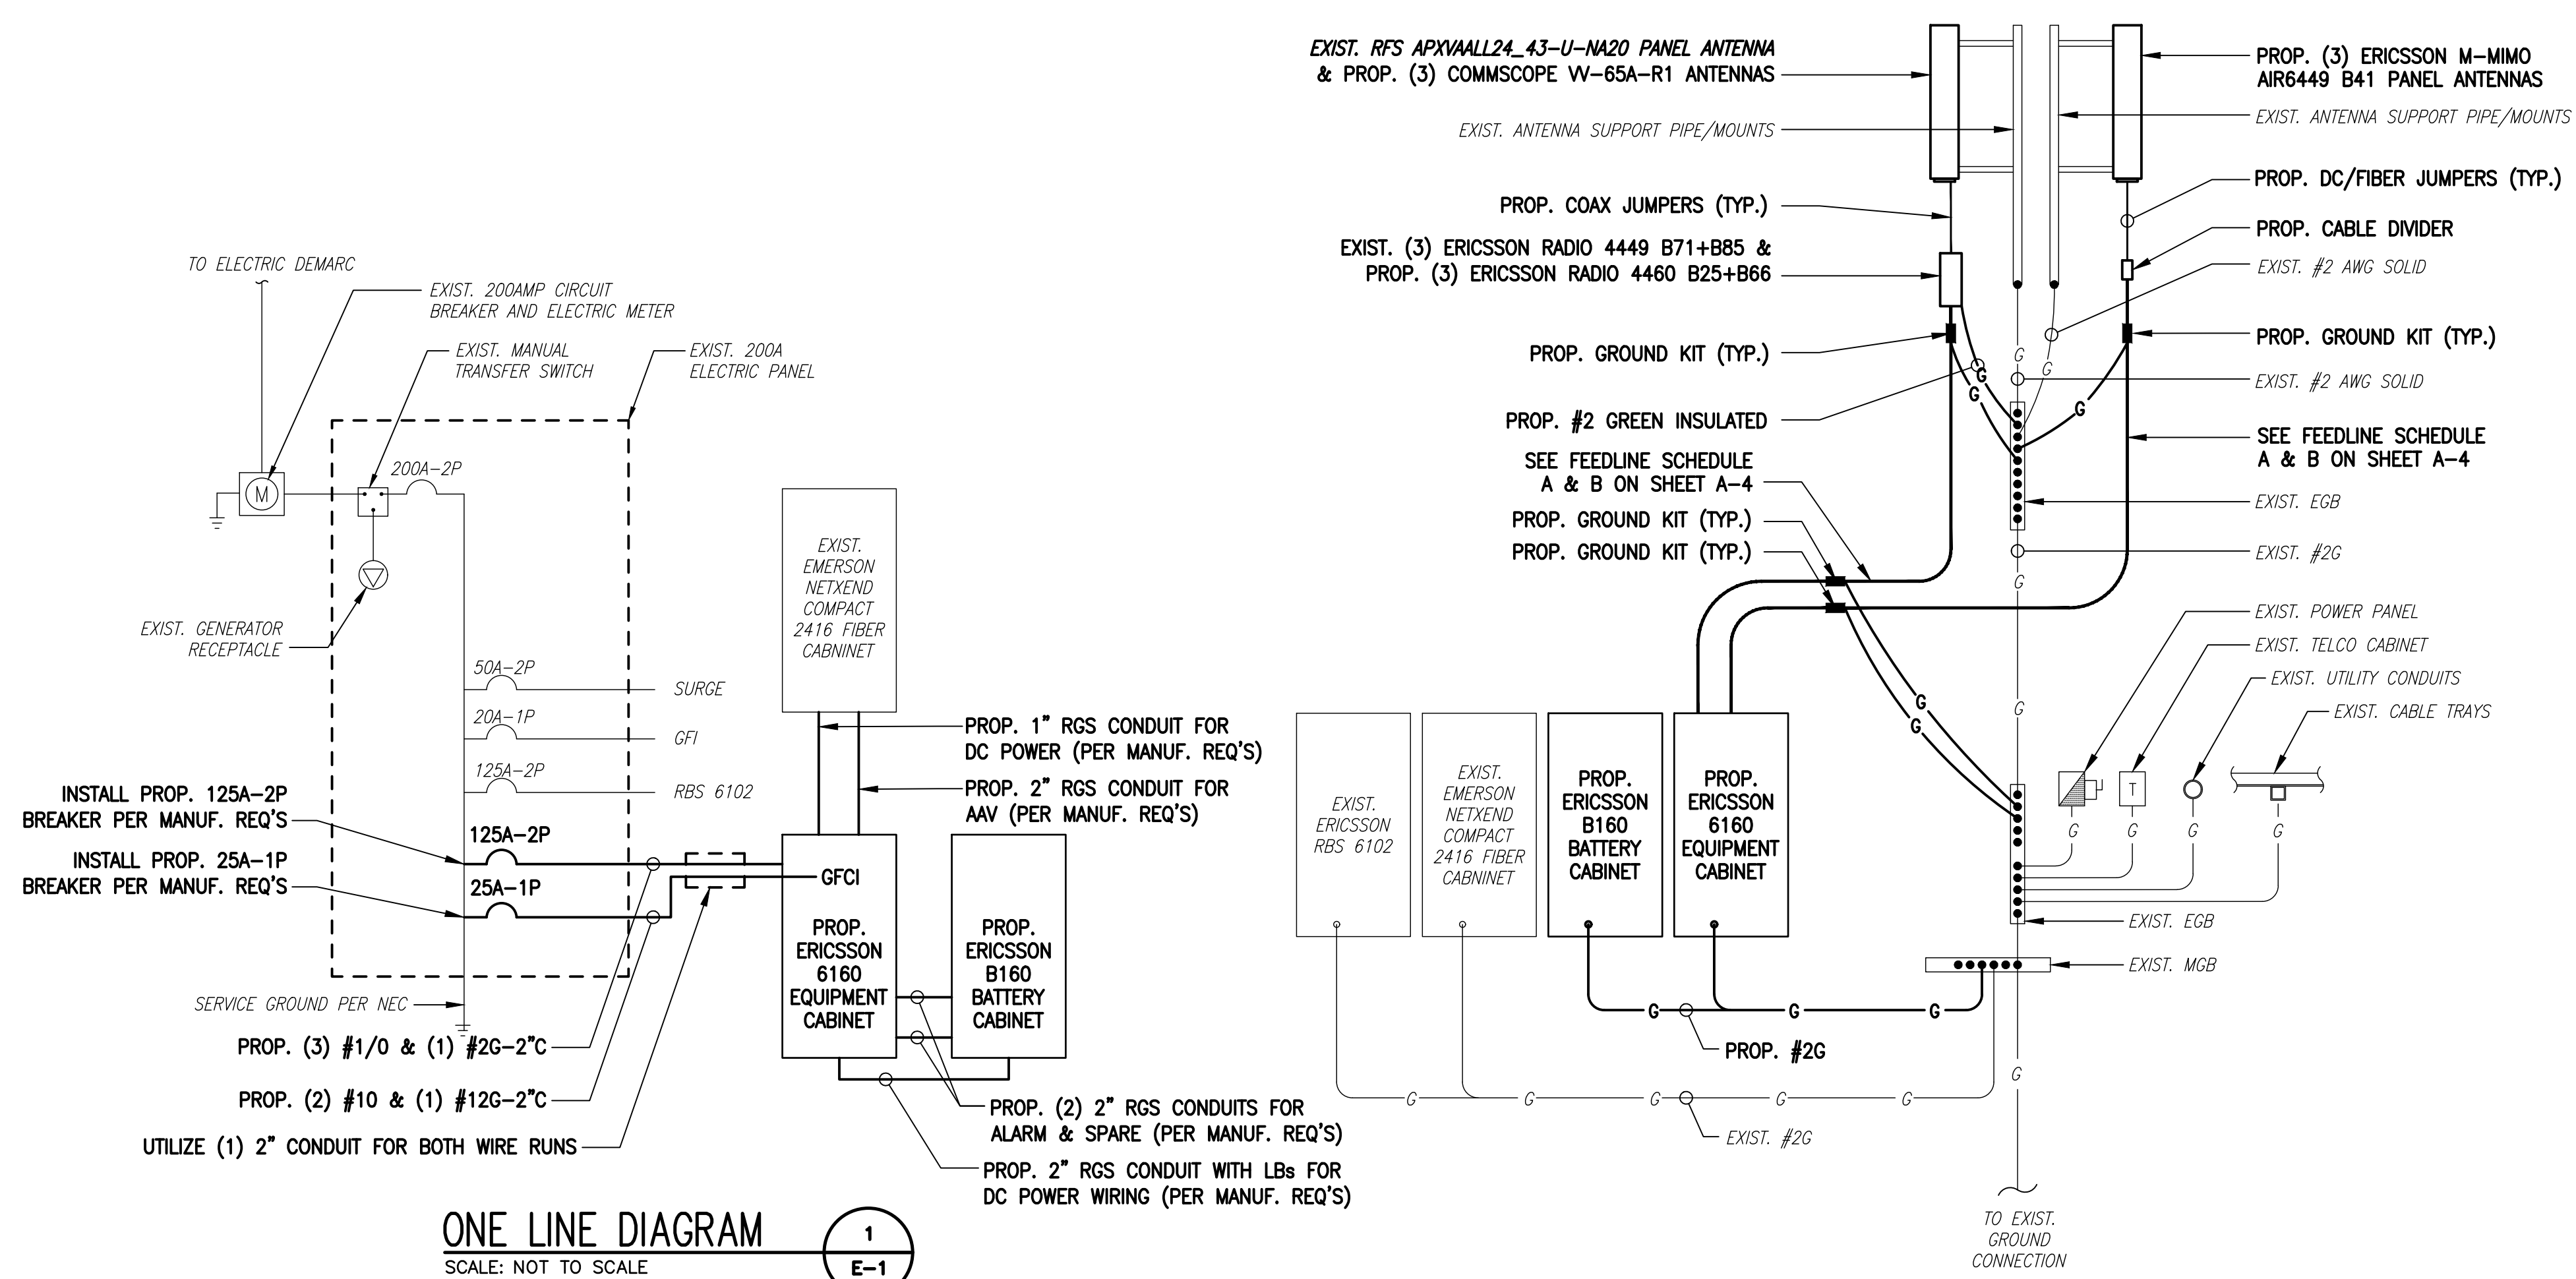 TO ELECTRIC DEMARC
EXIST. 200AMP CIRCUIT
BREAKER AND ELECTRIC METER
EXIST. MANUAL
TRANSFER SWITCH
EXIST. 200A
ELECTRIC PANEL
200A-2P
M
EXIST. GENERATOR
RECEPTACLE
50A-2P
SURGE
20A-1P
GFI
125A-2P
RBS 6102
INSTALL PROP. 125A-2P
BREAKER PER MANUF. REQ'S
125A-2P
INSTALL PROP. 25A-1P
BREAKER PER MANUF. REQ'S
25A-1P
SERVICE GROUND PER NEC
PROP. (3) #1/0 & (1) #2G-2"C
PROP. (2) #10 & (1) #12G-2"C
UTILIZE (1) 2" CONDUIT FOR BOTH WIRE RUNS
EXIST.
EMERSON
NETXEND
COMPACT
2416 FIBER
CABNINET
PROP. 1" RGS CONDUIT FOR
DC POWER (PER MANUF. REQ'S)
PROP. 2" RGS CONDUIT FOR
AAV (PER MANUF. REQ'S)
GFCI
PROP.
ERICSSON
6160
EQUIPMENT
CABINET
PROP.
ERICSSON
B160
BATTERY
CABINET
PROP. (2) 2" RGS CONDUITS FOR
ALARM & SPARE (PER MANUF. REQ'S)
PROP. 2" RGS CONDUIT WITH LBs FOR
DC POWER WIRING (PER MANUF. REQ'S)
ONE LINE DIAGRAM
SCALE: NOT TO SCALE
1
E-1
EXIST. RFS APXVAALL24_43-U-NA20 PANEL ANTENNA
& PROP. (3) COMMSCOPE VV-65A-R1 ANTENNAS
EXIST. ANTENNA SUPPORT PIPE/MOUNTS
PROP. COAX JUMPERS (TYP.)
EXIST. (3) ERICSSON RADIO 4449 B71+B85 &
PROP. (3) ERICSSON RADIO 4460 B25+B66
PROP. GROUND KIT (TYP.)
PROP. #2 GREEN INSULATED
SEE FEEDLINE SCHEDULE
A & B ON SHEET A-4
PROP. GROUND KIT (TYP.)
PROP. GROUND KIT (TYP.)
PROP. (3) ERICSSON M-MIMO
AIR6449 B41 PANEL ANTENNAS
EXIST. ANTENNA SUPPORT PIPE/MOUNTS
PROP. DC/FIBER JUMPERS (TYP.)
PROP. CABLE DIVIDER
EXIST. #2 AWG SOLID
PROP. GROUND KIT (TYP.)
EXIST. #2 AWG SOLID
SEE FEEDLINE SCHEDULE
A & B ON SHEET A-4
EXIST. EGB
EXIST. #2G
EXIST. POWER PANEL
EXIST. TELCO CABINET
EXIST. UTILITY CONDUITS
EXIST. CABLE TRAYS
G
G
G
G
G
G
G
G
G
T
G
G
G
G
EXIST.
ERICSSON
RBS 6102
EXIST.
EMERSON
NETXEND
COMPACT
2416 FIBER
CABNINET
PROP.
ERICSSON
B160
BATTERY
CABINET
PROP.
ERICSSON
6160
EQUIPMENT
CABINET
EXIST. EGB
EXIST. MGB
G
G
G
PROP. #2G
G
G
G
G
G
G
EXIST. #2G
TO EXIST.
GROUND
CONNECTION